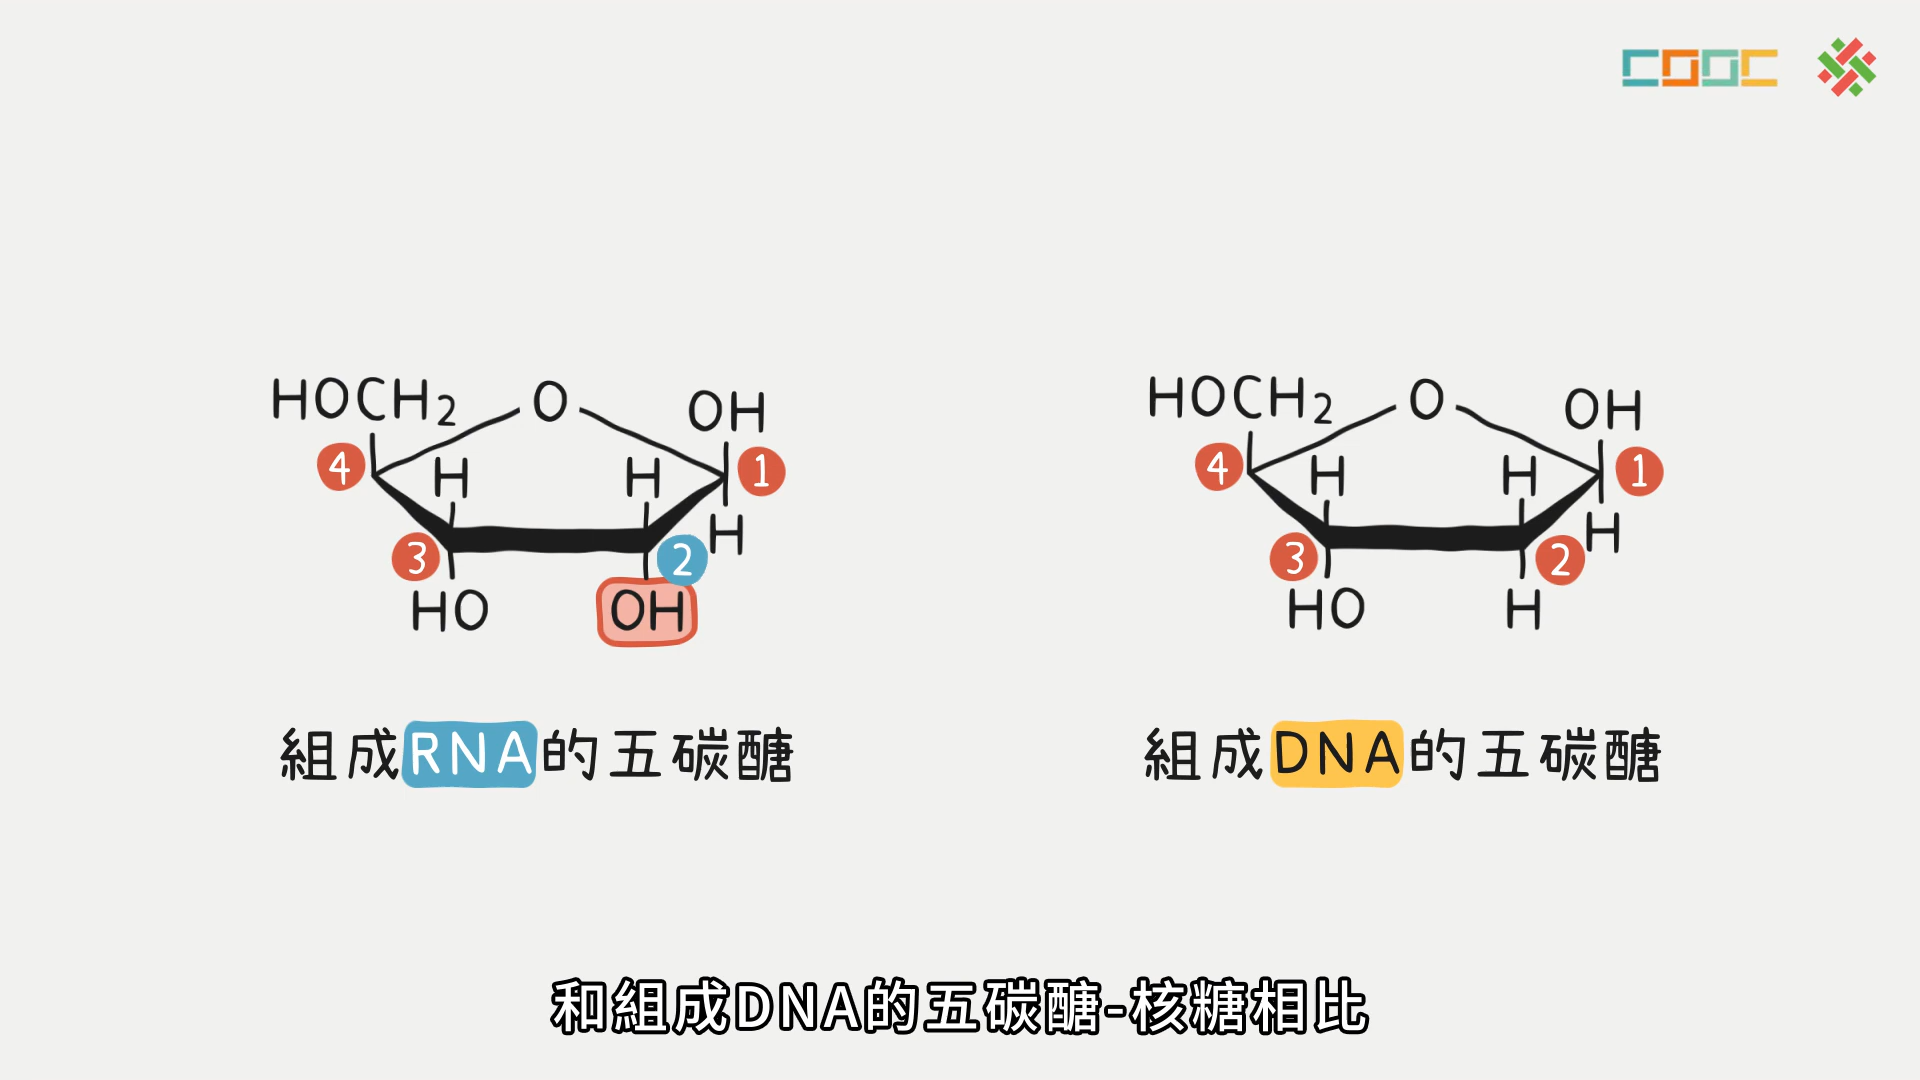 COOC
HOCH2 O OH
4 H H 1
3 2 H
HO OH
組成RNA的五碳醣
HOCH2 O OH
4 H H 1
3 2 H
HO H
組成DNA的五碳醣
和組成DNA的五碳醣-核糖相比